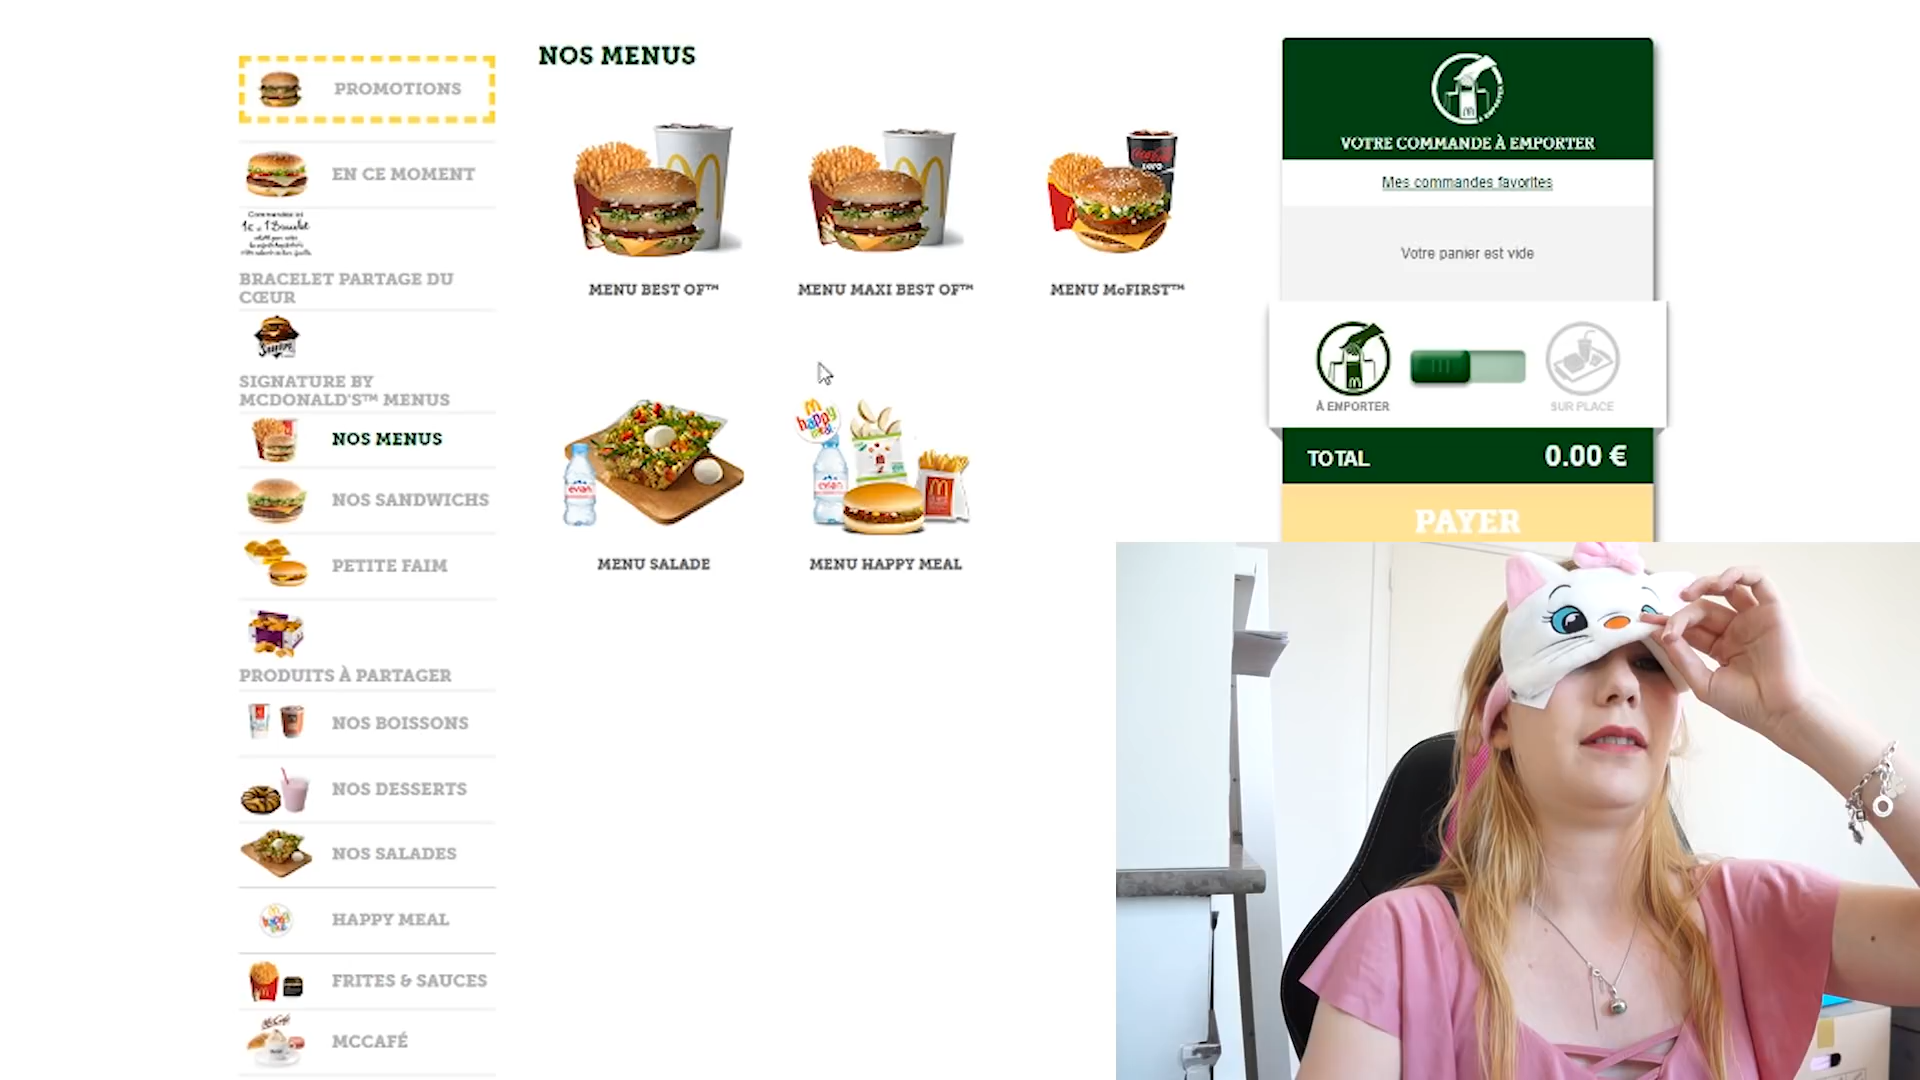 PROMOTIONS
EN CE MOMENT
BRACELET PARTAGE DU
CŒUR
SIGNATURE BY
MCDONALD'S™ MENUS
NOS MENUS
NOS SANDWICHS
PETITE FAIM
PRODUITS À PARTAGER
NOS BOISSONS
NOS DESSERTS
NOS SALADES
HAPPY MEAL
FRITES & SAUCES
MCCAFÉ
NOS MENUS
MENU BEST OF™
MENU MAXI BEST OF™
MENU McFIRST™
happy
evian
evian
MENU SALADE
MENU HAPPY MEAL
VOTRE COMMANDE À EMPORTER
Mes commandes favorites
Votre panier est vide
À EMPORTER
SUR PLACE
TOTAL 0.00 €
PAYER